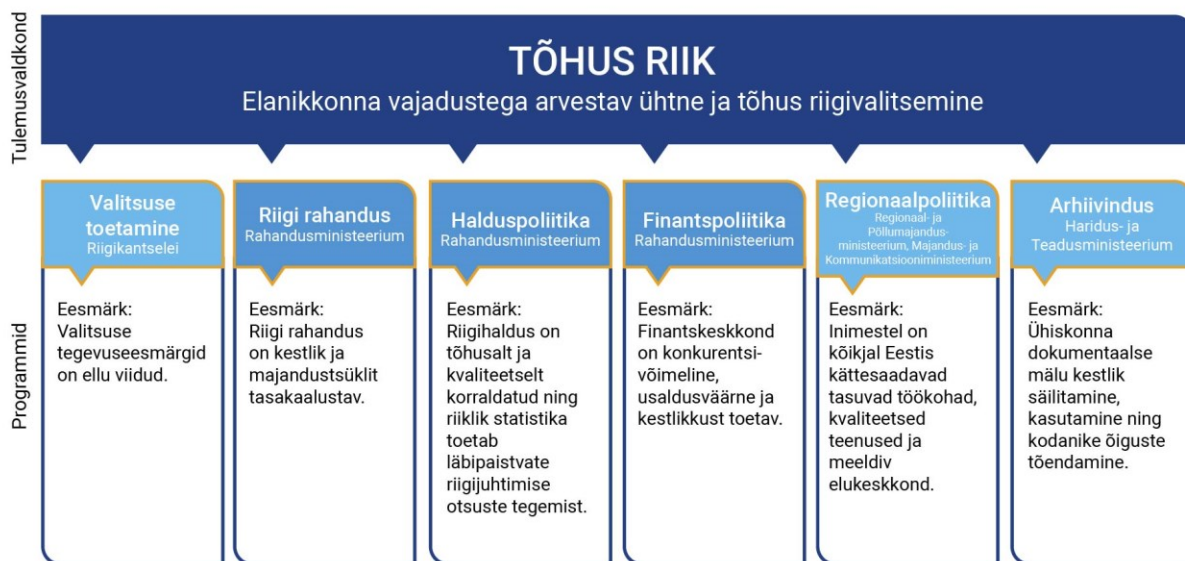 Tulemusvaldkond
TÕHUS RIIK
Elanikkonna vajadustega arvestav ühtne ja tõhus riigivalitsemine
Programmid
Valitsuse
toetamine
Riigikantselei
Eesmärk:
Valitsuse
tegevuseesmärgid
on ellu viidud.
Riigi rahandus
Rahandusministeerium
Eesmärk:
Riigi rahandus
on kestlik ja
majandustsüklit
tasakaalustav.
Halduspoliitika
Rahandusministeerium
Eesmärk:
Riigihaldus on
tõhusalt ja
kvaliteetselt
korraldatud ning
riiklik statistika
toetab
läbipaistvate
riigijuhtimise
otsuste tegemist.
Finantspoliitika
Rahandusministeerium
Eesmärk:
Finantskeskkond
on konkurentsi-
võimeline,
usaldusväärne ja
kestlikkust toetav.
Regionaalpoliitika
Regionaal- ja
Põllumajandus-
ministeerium, Majandus- ja
Kommunikatsiooniministeerium
Eesmärk:
Inimestel on
kõikjal Eestis
kättesaadavad
tasuvad töökohad,
kvaliteetsed
teenused ja
meeldiv
elukeskkond.
Arhiivindus
Haridus- ja
Teadusministeerium
Eesmärk:
Ühiskonna
dokumentaalse
mälu kestlik
säilitamine,
kasutamine ning
kodanike õiguste
tõendamine.